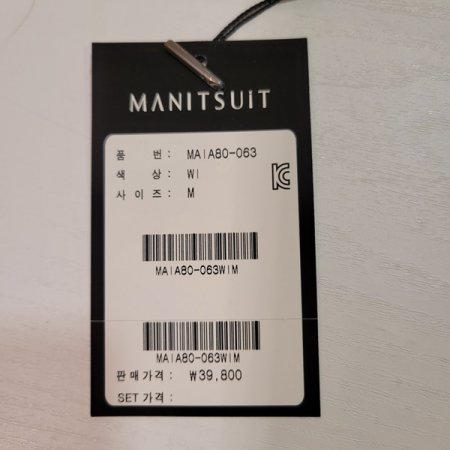 MANITSUIT
품 번 : MAIA80-063
색 상 : WI
사 이 즈 : M
MAIA80-063WIM
MAIA80-063WIM
판매가격 : ₩39,800
SET 가격 :